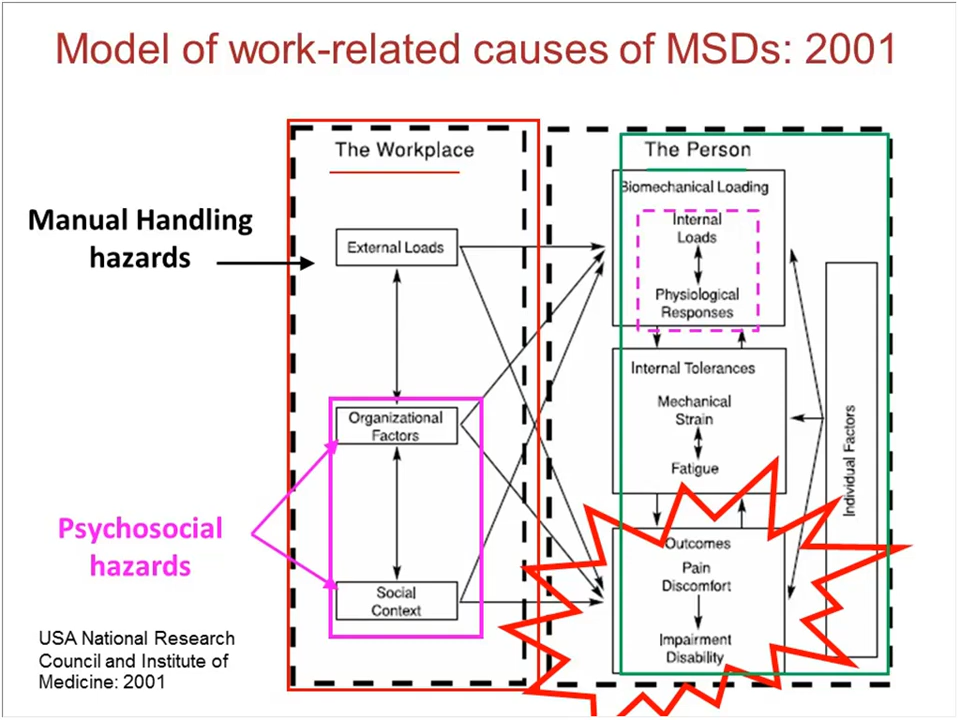 Model of work-related causes of MSDs: 2001
The Workplace
The Person
Manual Handling
hazards
External Loads
Biomechanical Loading
Internal
Loads
Physiological
Responses
Internal Tolerances
Mechanical
Strain
Fatigue
Organizational
Factors
Individual Factors
Psychosocial
hazards
Social
Context
Outcomes
Pain
Discomfort
Impairment
Disability
USA National Research
Council and Institute of
Medicine: 2001